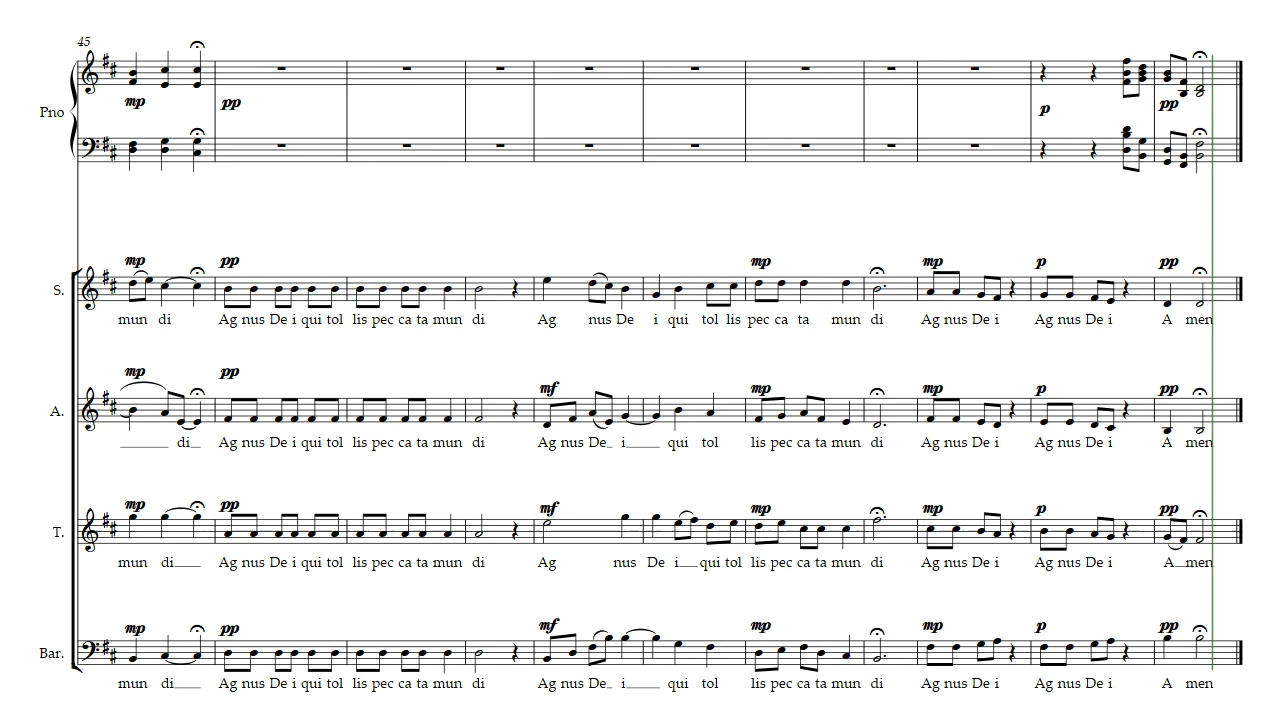 45
mp pp p pp
Pno
mp pp mp mp p pp
S.
mun di Ag nus De i qui tol lis pec ca ta mun di Ag nus De i qui tol lis pec ca ta mun di Ag nus De i Ag nus De i A men
mp pp mf mp mp p pp
A.
di Ag nus De i qui tol lis pec ca ta mun di Ag nus De i qui tol lis pec ca ta mun di Ag nus De i Ag nus De i A men
mp pp mf mp mp p pp
T.
mun di Ag nus De i qui tol lis pec ca ta mun di Ag nus De i qui tol lis pec ca ta mun di Ag nus De i Ag nus De i A men
mp pp mf mp mp p pp
Bar.
mun di Ag nus De i qui tol lis pec ca ta mun di Ag nus De i qui tol lis pec ca ta mun di Ag nus De i Ag nus De i A men